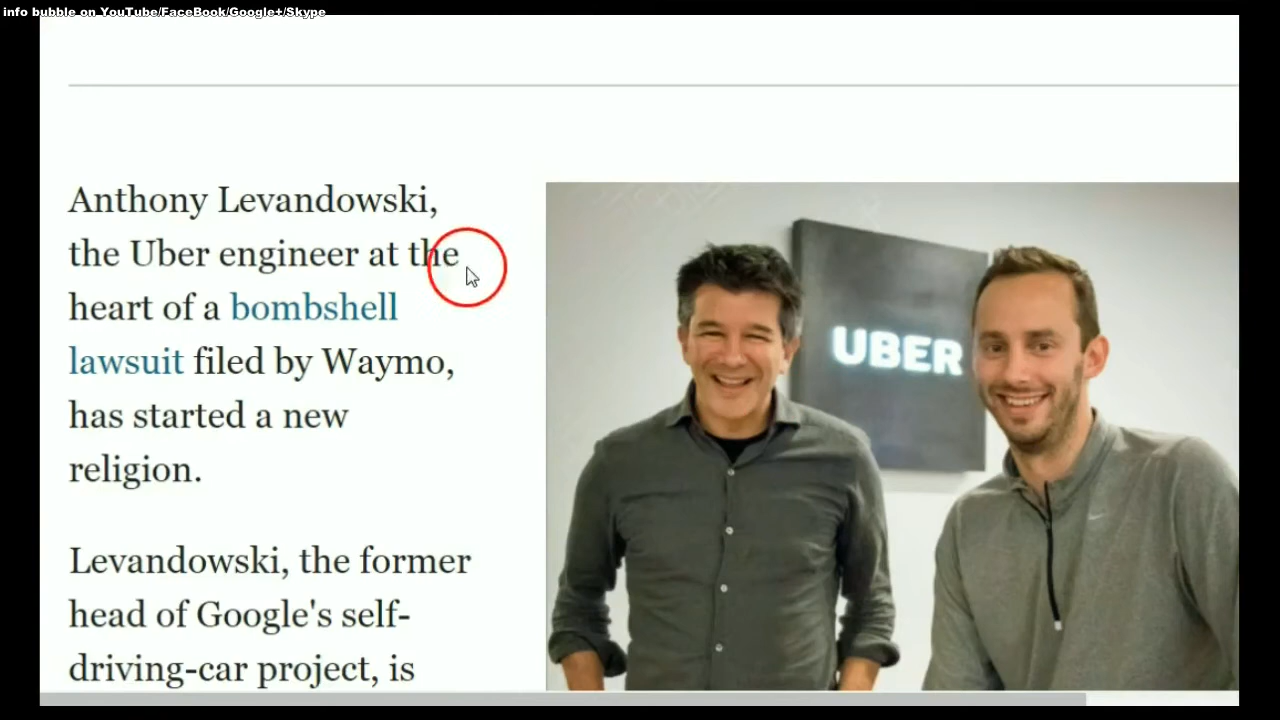 info bubble on YouTube/FaceBook/Google+/Skype
Anthony Levandowski,
the Uber engineer at the
heart of a bombshell
lawsuit filed by Waymo,
has started a new
religion.
Levandowski, the former
head of Google's self-
driving-car project, is
UBER